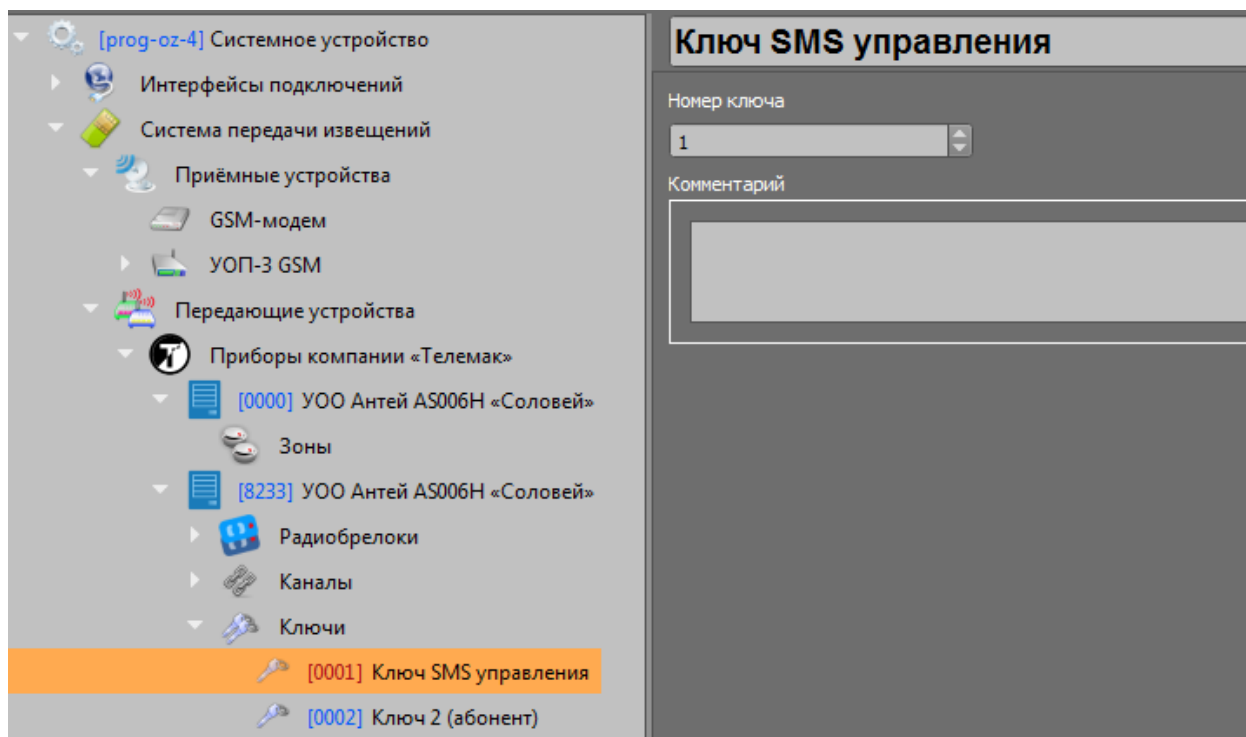 [prog-oz-4] Системное устройство
Интерфейсы подключений
Система передачи извещений
Приёмные устройства
GSM-модем
УОП-3 GSM
Передающие устройства
Приборы компании «Телемак»
[0000] УОО Антей AS006H «Соловей»
Зоны
[8233] УОО Антей AS006H «Соловей»
Радиобрелоки
Каналы
Ключи
[0001] Ключ SMS управления
[0002] Ключ 2 (абонент)
Ключ SMS управления
Номер ключа
1
Комментарий